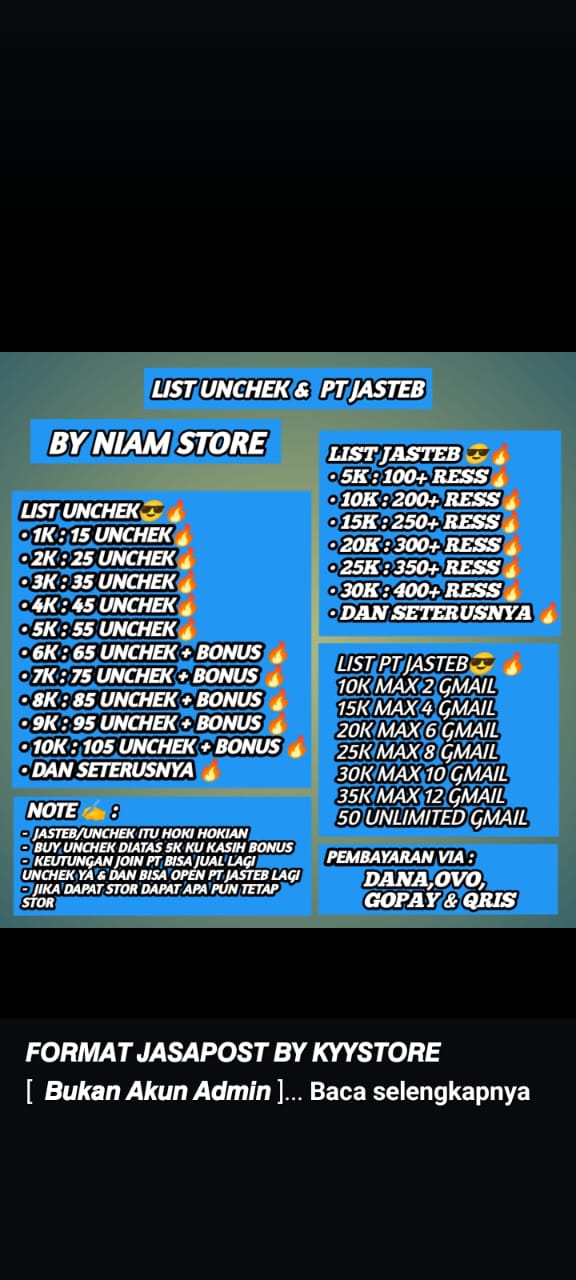 LIST UNCHEK & PT JASTEB
BY NIAM STORE
LIST UNCHEK😎🔥
• 1K : 15 UNCHEK🔥
• 2K : 25 UNCHEK🔥
• 3K : 35 UNCHEK🔥
• 4K : 45 UNCHEK🔥
• 5K : 55 UNCHEK🔥
• 6K : 65 UNCHEK + BONUS 🔥
• 7K : 75 UNCHEK + BONUS 🔥
• 8K : 85 UNCHEK + BONUS 🔥
• 9K : 95 UNCHEK + BONUS 🔥
• 10K : 105 UNCHEK + BONUS 🔥
• DAN SETERUSNYA 🔥
NOTE ✍️ :
- JASTEB/UNCHEK ITU HOKI HOKIAN
- BUY UNCHEK DIATAS 5K KU KASIH BONUS
- KEUTUNGAN JOIN PT BISA JUAL LAGI
UNCHEK YA & DAN BISA OPEN PT JASTEB LAGI
- JIKA DAPAT STOR DAPAT APA PUN TETAP
STOR
LIST JASTEB 😎🔥
• 5K : 100+ RESS🔥
• 10K : 200+ RESS🔥
• 15K : 250+ RESS🔥
• 20K : 300+ RESS🔥
• 25K : 350+ RESS🔥
• 30K : 400+ RESS🔥
• DAN SETERUSNYA 🔥
LIST PT JASTEB😎 🔥
10K MAX 2 GMAIL
15K MAX 4 GMAIL
20K MAX 6 GMAIL
25K MAX 8 GMAIL
30K MAX 10 GMAIL
35K MAX 12 GMAIL
50 UNLIMITED GMAIL
PEMBAYARAN VIA :
DANA,OVO,
GOPAY & QRIS
FORMAT JASAPOST BY KYYSTORE
[ Bukan Akun Admin ]... Baca selengkapnya